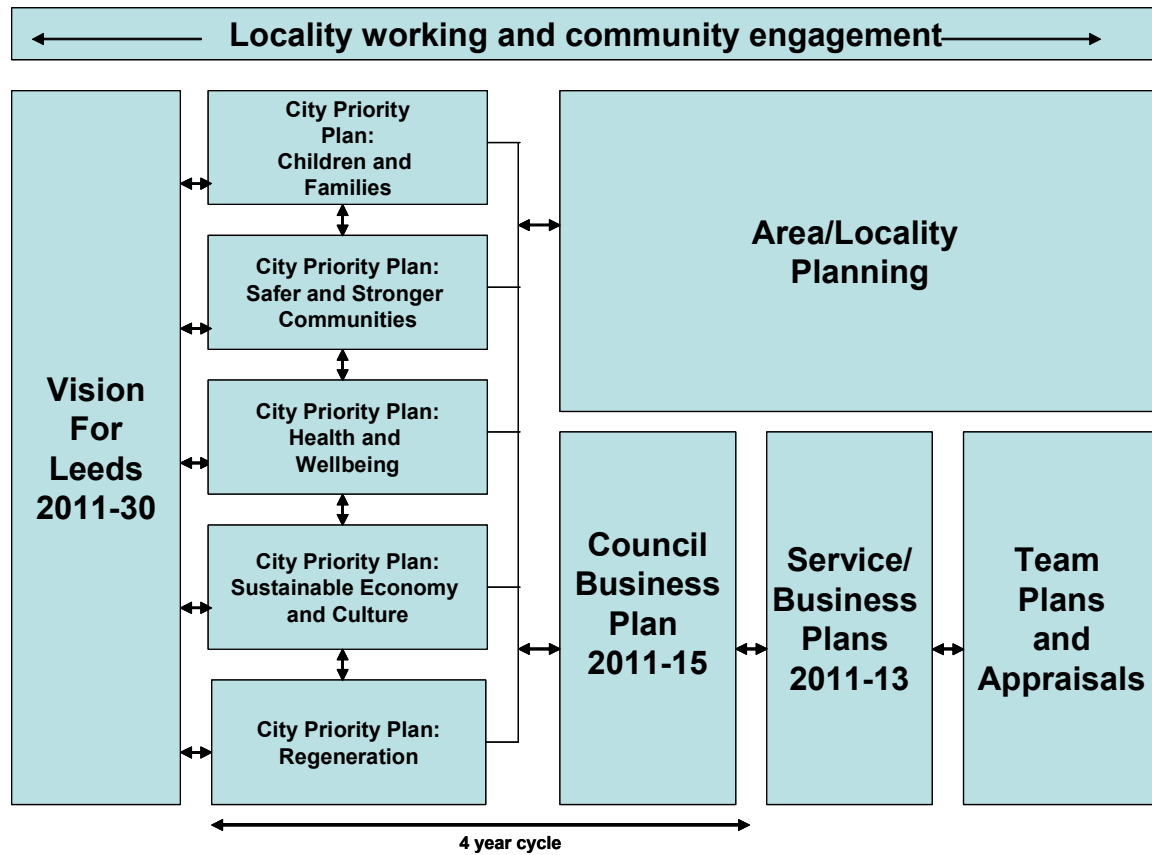 Locality working and community engagement
Vision
For
Leeds
2011-30
City Priority
Plan:
Children and
Families
City Priority Plan:
Safer and Stronger
Communities
City Priority Plan:
Health and
Wellbeing
City Priority Plan:
Sustainable Economy
and Culture
City Priority Plan:
Regeneration
Area/Locality
Planning
Council
Business
Plan
2011-15
Service/
Business
Plans
2011-13
Team
Plans
and
Appraisals
4 year cycle